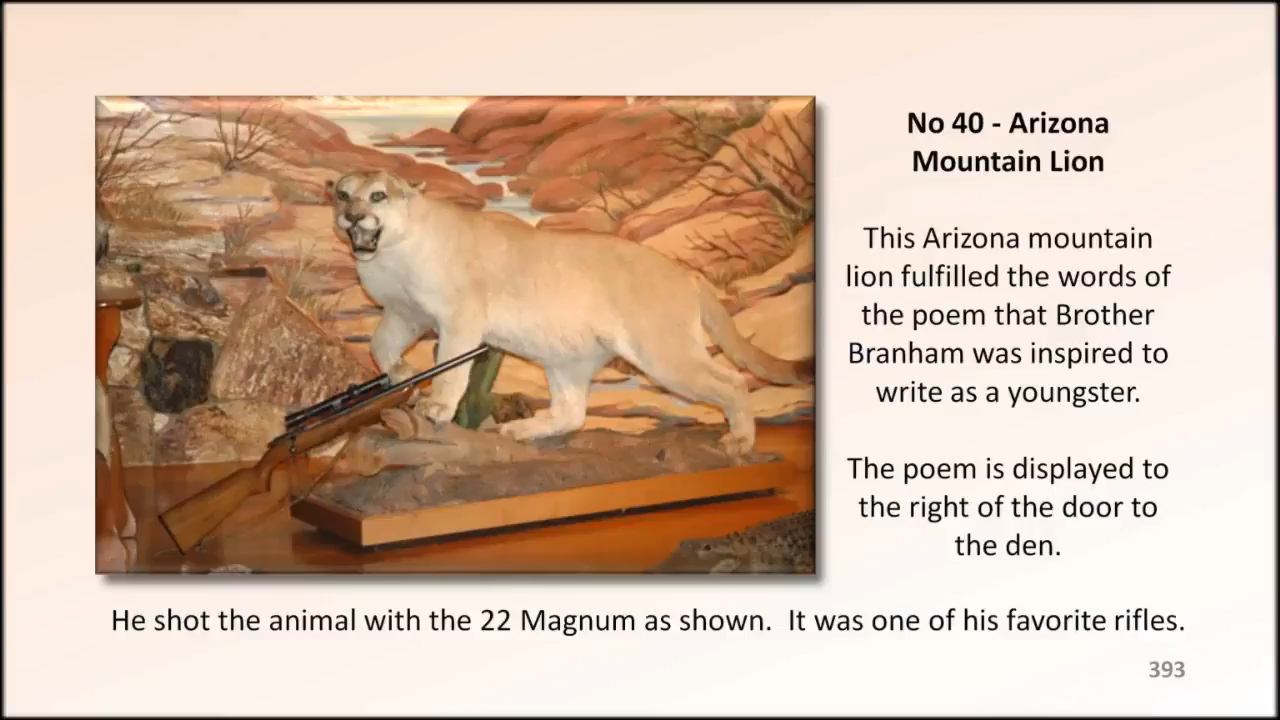 No 40 - Arizona
Mountain Lion
This Arizona mountain
lion fulfilled the words of
the poem that Brother
Branham was inspired to
write as a youngster.
The poem is displayed to
the right of the door to
the den.
He shot the animal with the 22 Magnum as shown.  It was one of his favorite rifles.
393